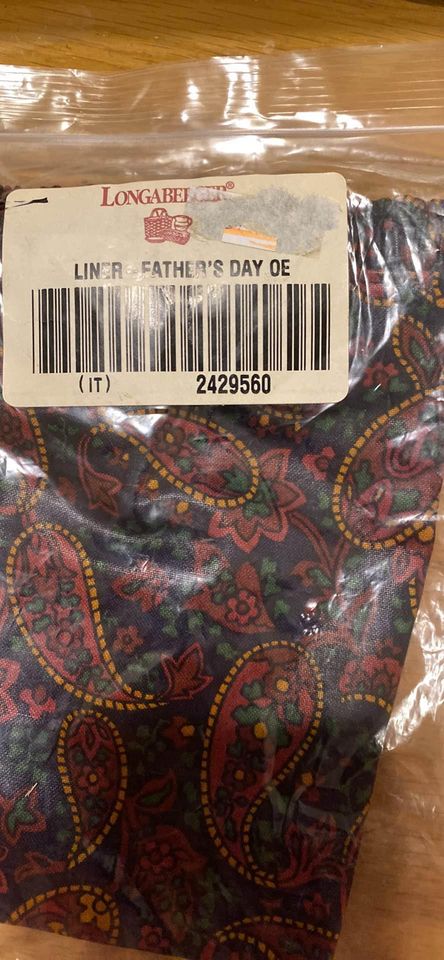 LONGABERGER®
LINER - FATHER'S DAY OE
(IT) 2429560